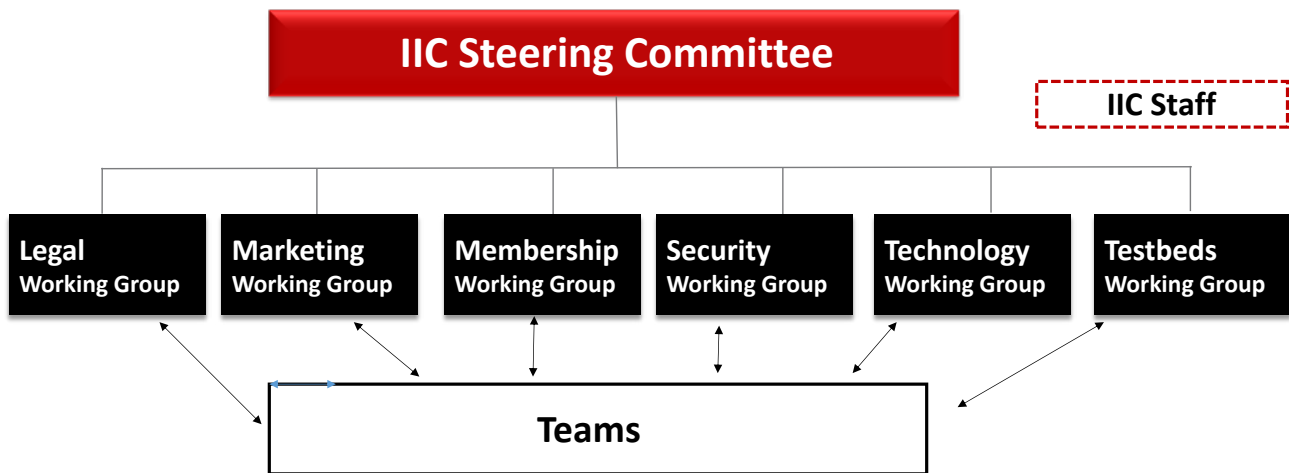 IIC Steering Committee
IIC Staff
Legal
Working Group
Marketing
Working Group
Membership
Working Group
Security
Working Group
Technology
Working Group
Testbeds
Working Group
Teams